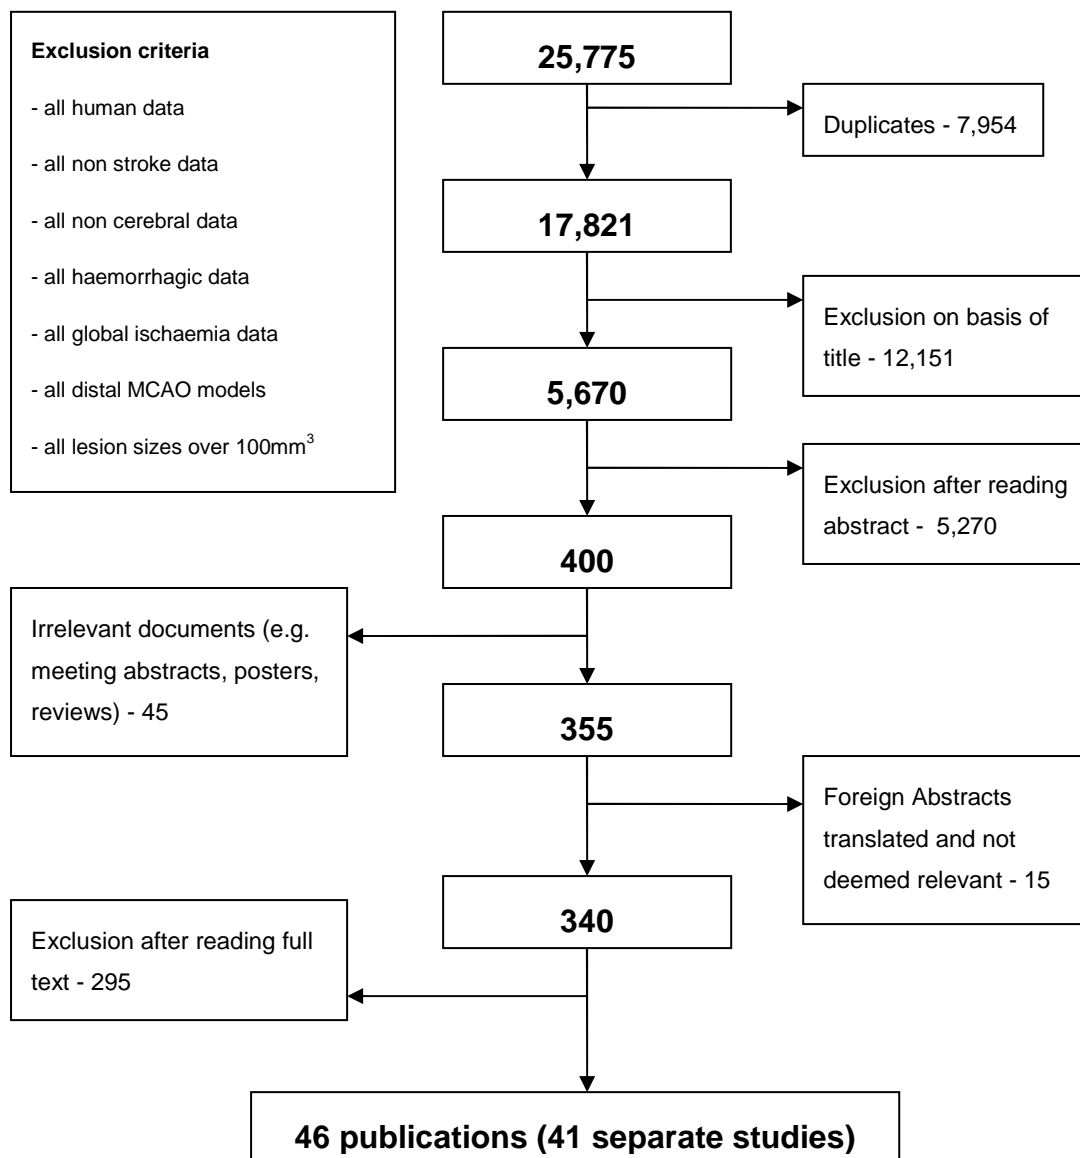 Exclusion criteria
- all human data
- all non stroke data
- all non cerebral data
- all haemorrhagic data
- all global ischaemia data
- all distal MCAO models
- all lesion sizes over 100mm³
25,775
Duplicates - 7,954
17,821
Exclusion on basis of
title - 12,151
5,670
Exclusion after reading
abstract -  5,270
400
Irrelevant documents (e.g.
meeting abstracts, posters,
reviews) - 45
355
Foreign Abstracts
translated and not
deemed relevant - 15
340
Exclusion after reading full
text - 295
46 publications (41 separate studies)